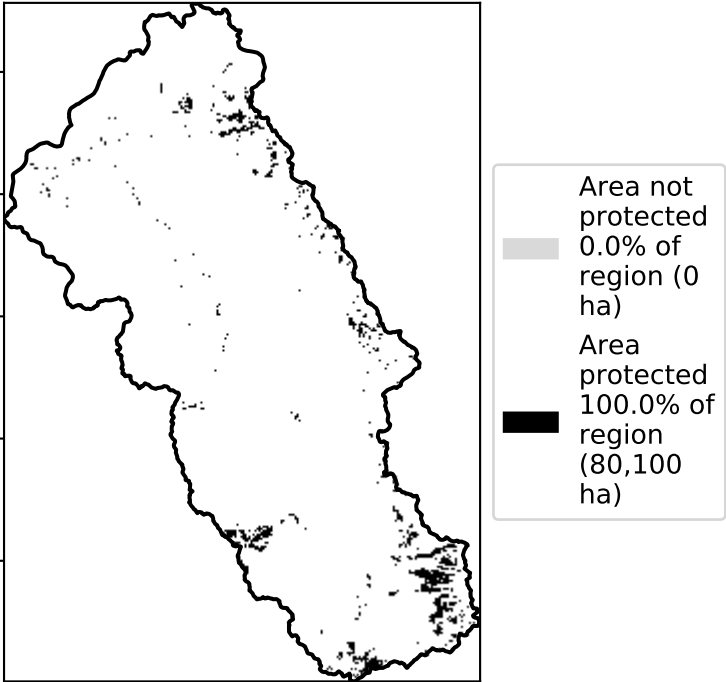 Area not
protected
0.0% of
region (0
ha)
Area
protected
100.0% of
region
(80,100
ha)